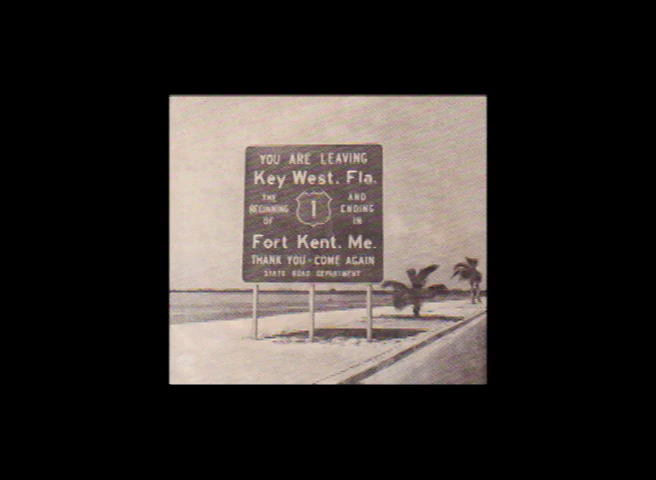 YOU ARE LEAVING
Key West. Fla.
THE BEGINNING OF
1
AND ENDING IN
Fort Kent. Me.
THANK YOU - COME AGAIN
STATE ROAD DEPARTMENT